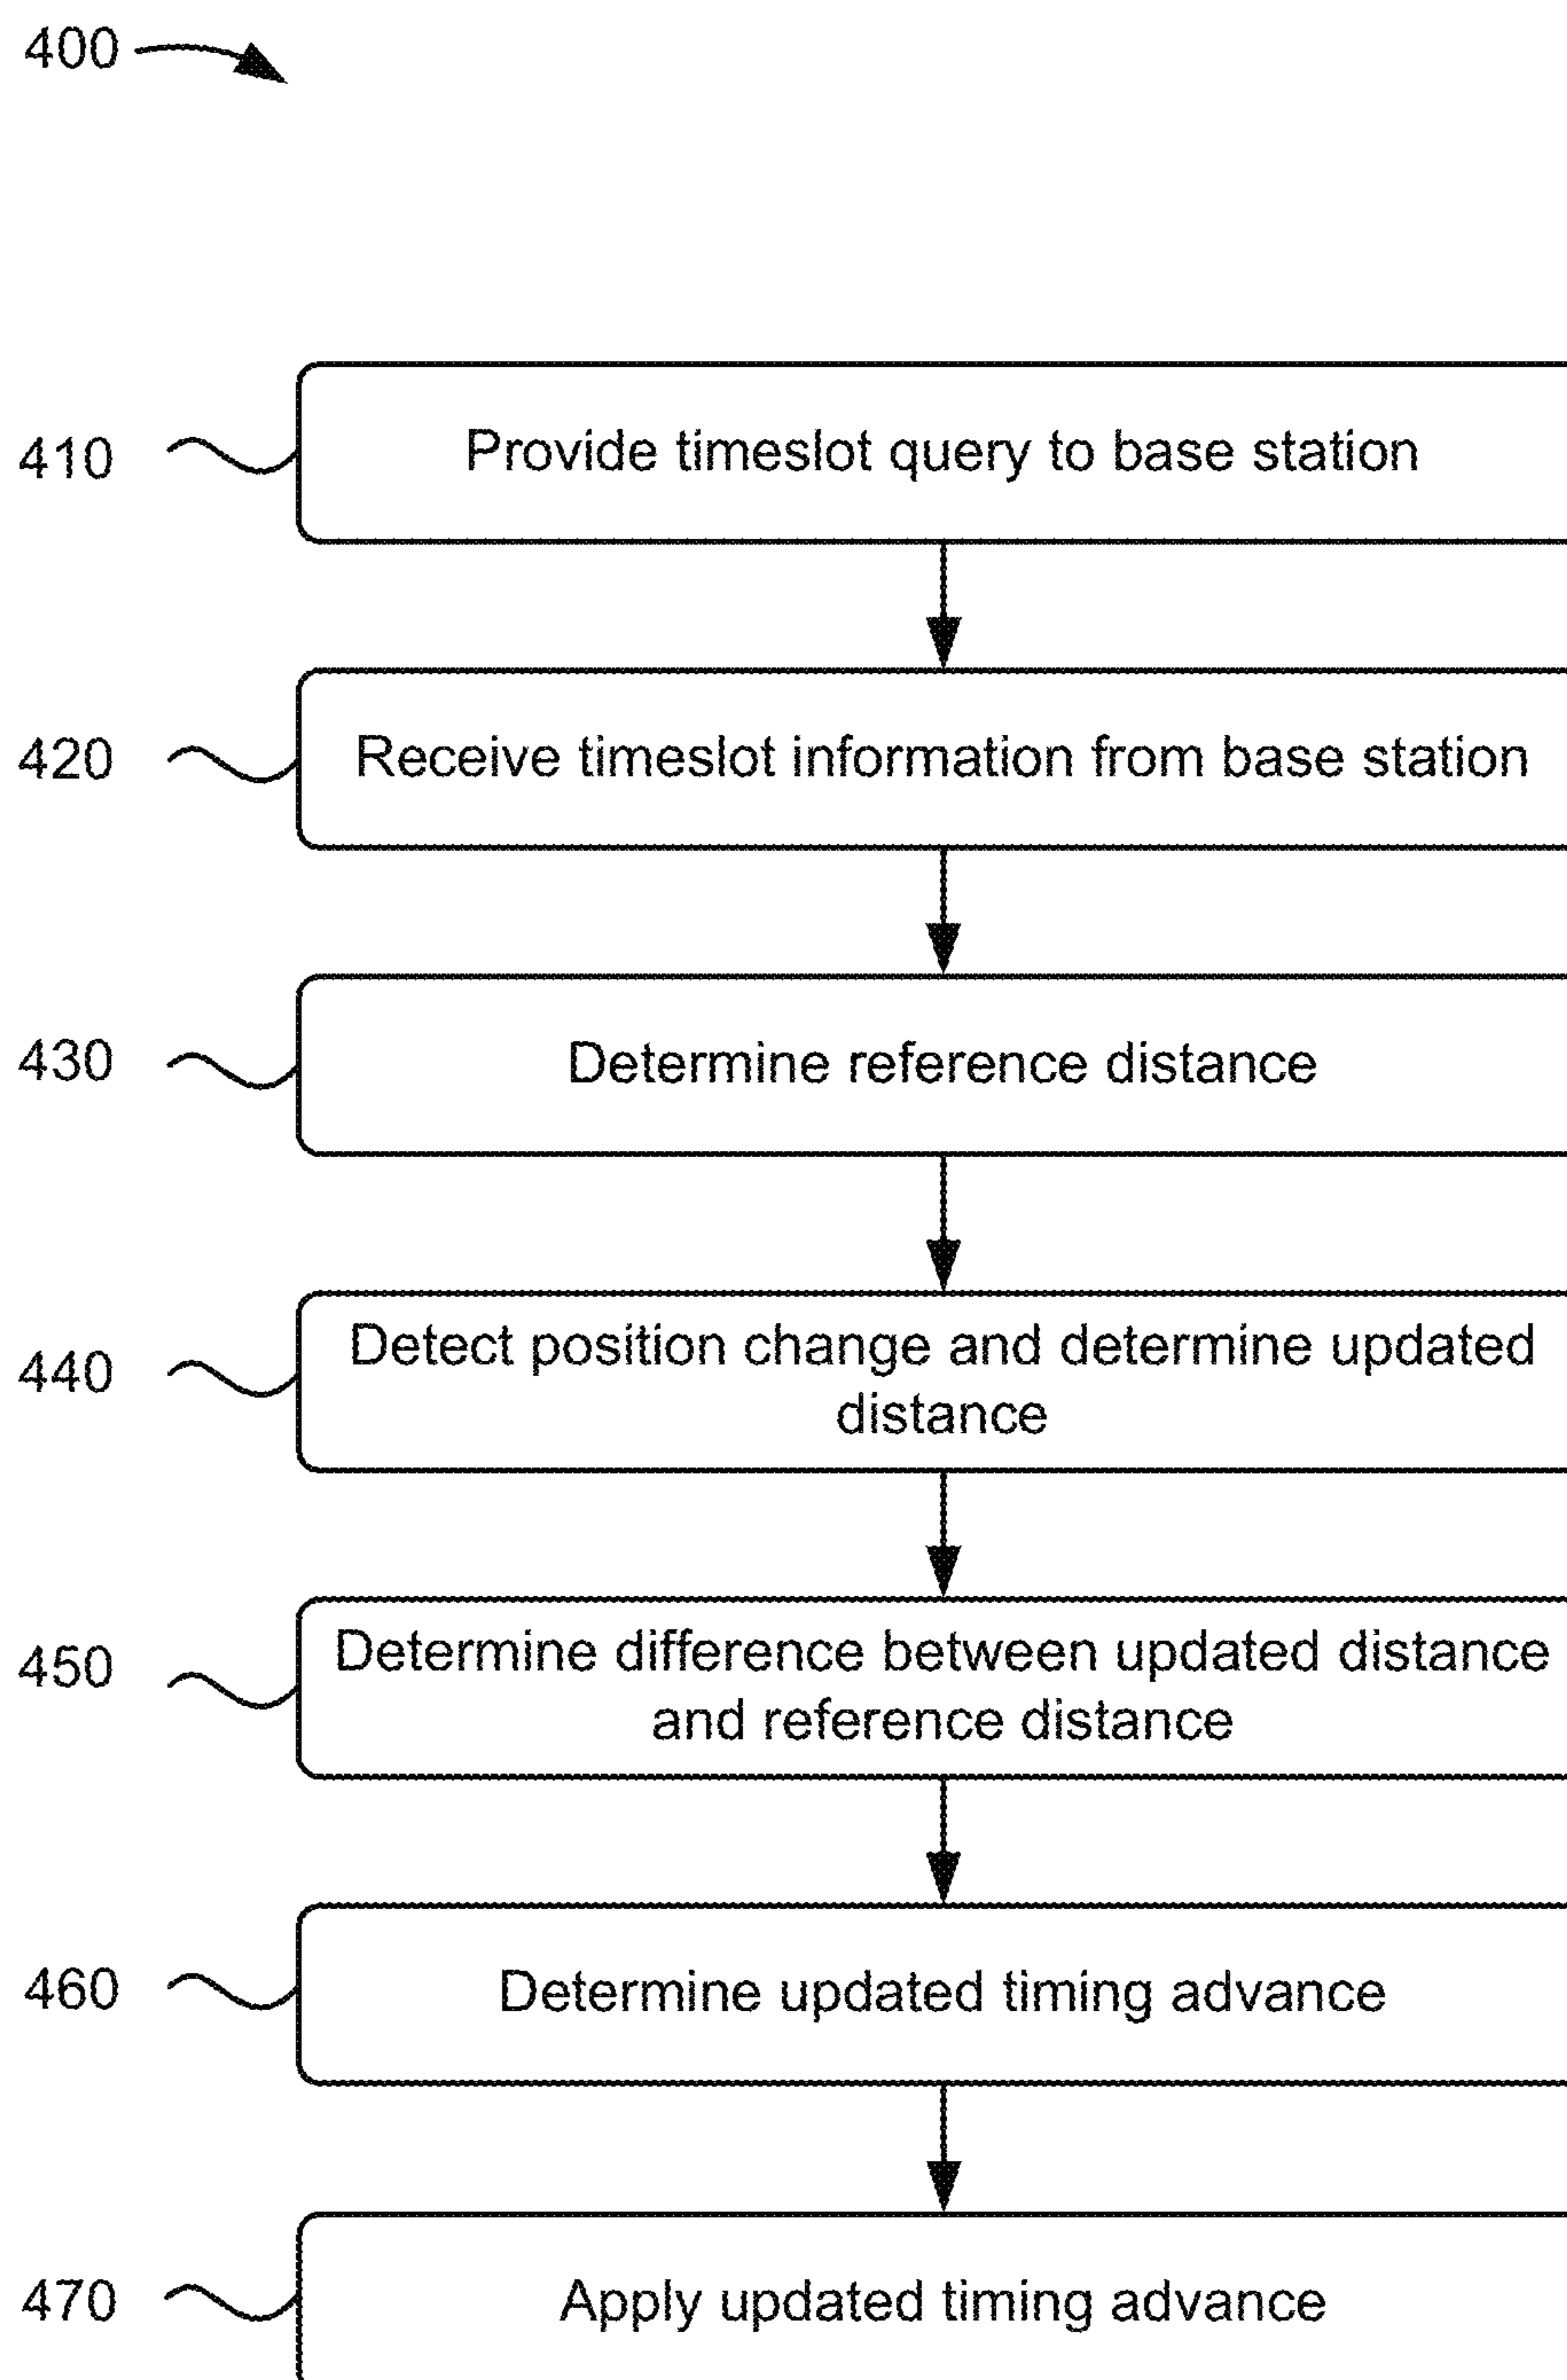 400
410
Provide timeslot query to base station
420
Receive timeslot information from base station
430
Determine reference distance
440
Detect position change and determine updated
distance
450
Determine difference between updated distance
and reference distance
460
Determine updated timing advance
470
Apply updated timing advance